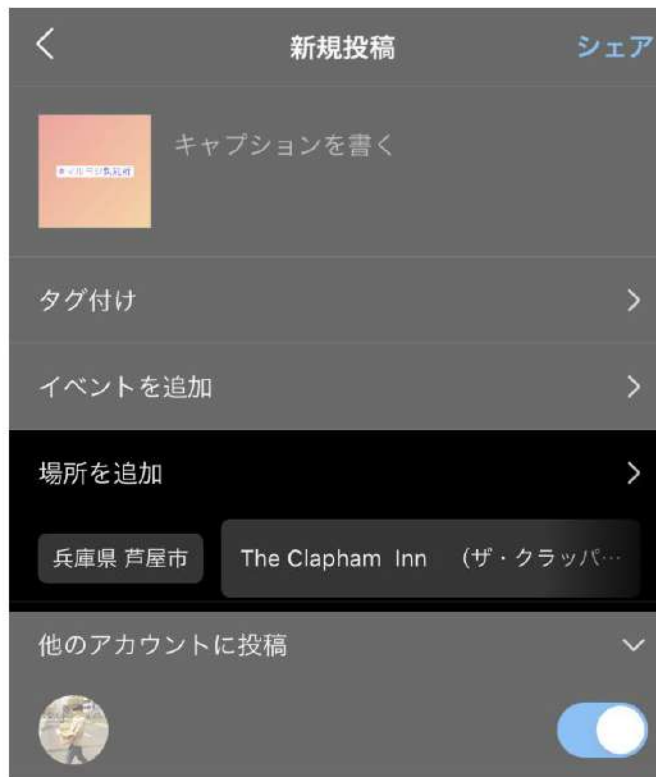 新規投稿
シェア
キャプションを書く
タグ付け
イベントを追加
場所を追加
兵庫県 芦屋市
The Clapham Inn （ザ・クラッパ…
他のアカウントに投稿